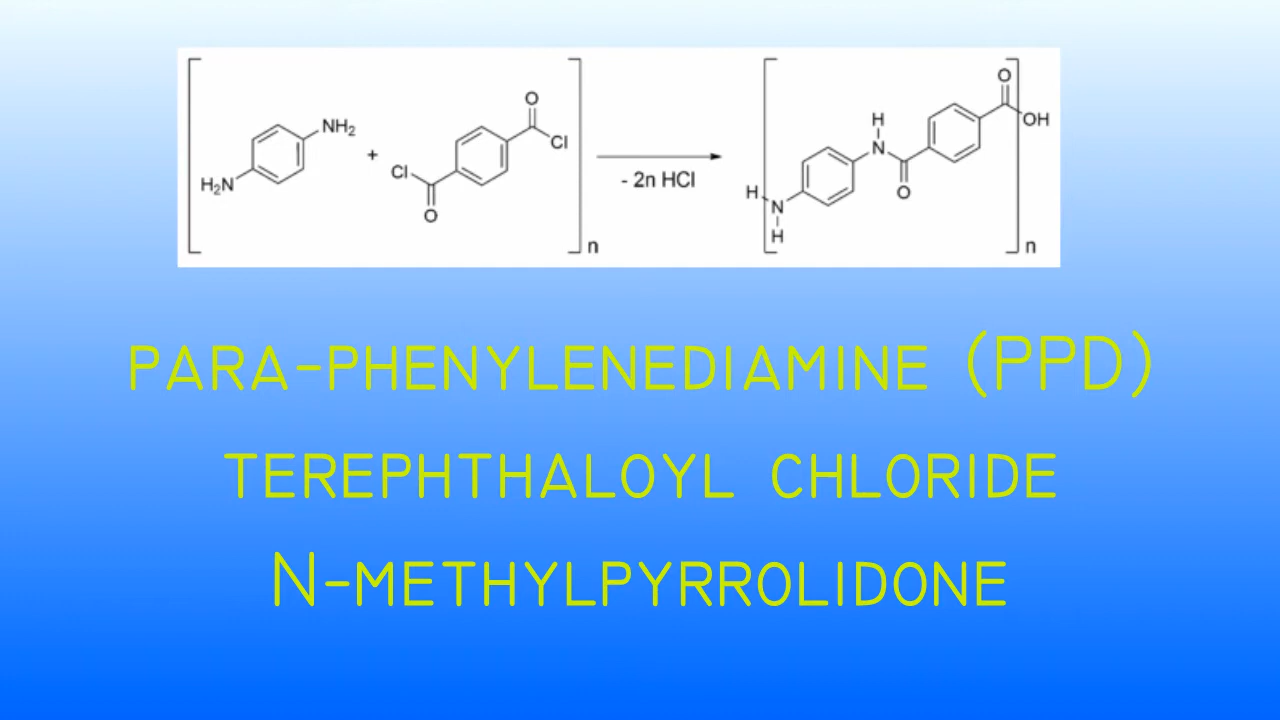 NH₂ + H₂N Cl O O Cl n
- 2n HCl
H N H H N O O OH n
PARA-PHENYLENEDIAMINE (PPD)
TEREPHTHALOYL CHLORIDE
N-METHYLPYRROLIDONE